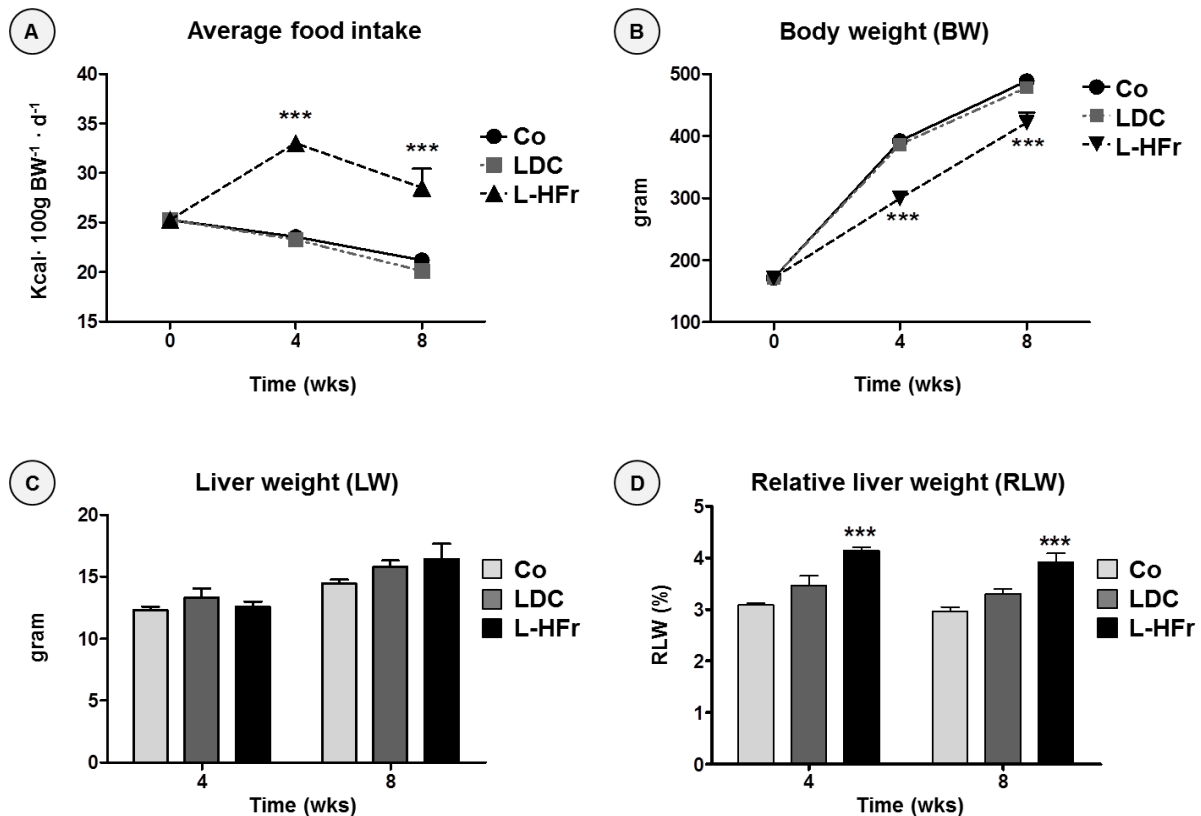 A
Average food intake
Kcal· 100g BW⁻¹ · d⁻¹
40
35
30
25
20
15
***
***
0
4
8
Time (wks)
Co
LDC
L-HFr
B
Body weight (BW)
gram
500
400
300
200
100
***
***
0
4
8
Time (wks)
Co
LDC
L-HFr
C
Liver weight (LW)
gram
20
15
10
5
0
4
8
Time (wks)
Co
LDC
L-HFr
D
Relative liver weight (RLW)
RLW (%)
5
4
3
2
1
0
***
***
4
8
Time (wks)
Co
LDC
L-HFr